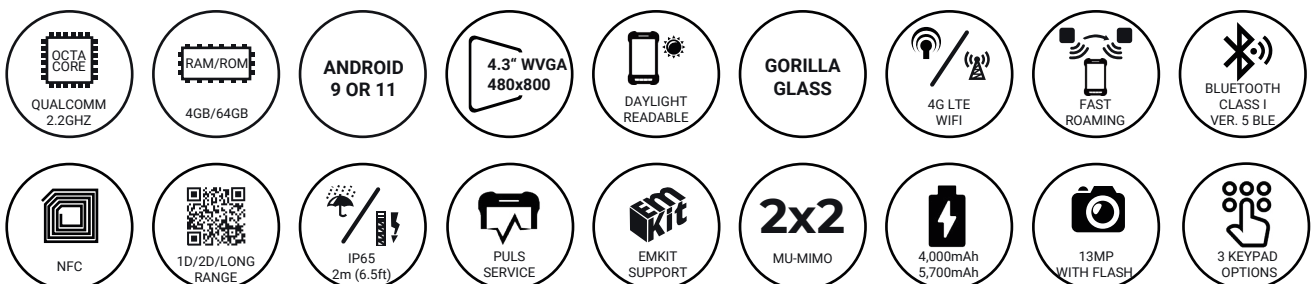 OCTA
CORE
QUALCOMM
2.2GHZ
RAM/ROM
4GB/64GB
ANDROID
9 OR 11
4.3“ WVGA
480x800
DAYLIGHT
READABLE
GORILLA
GLASS
4G LTE
WIFI
FAST
ROAMING
BLUETOOTH
CLASS I
VER. 5 BLE
NFC
1D/2D/LONG
RANGE
IP65
2m (6.5ft)
PULS
SERVICE
Em
Kit
EMKIT
SUPPORT
2x2
MU-MIMO
4,000mAh
5,700mAh
13MP
WITH FLASH
3 KEYPAD
OPTIONS